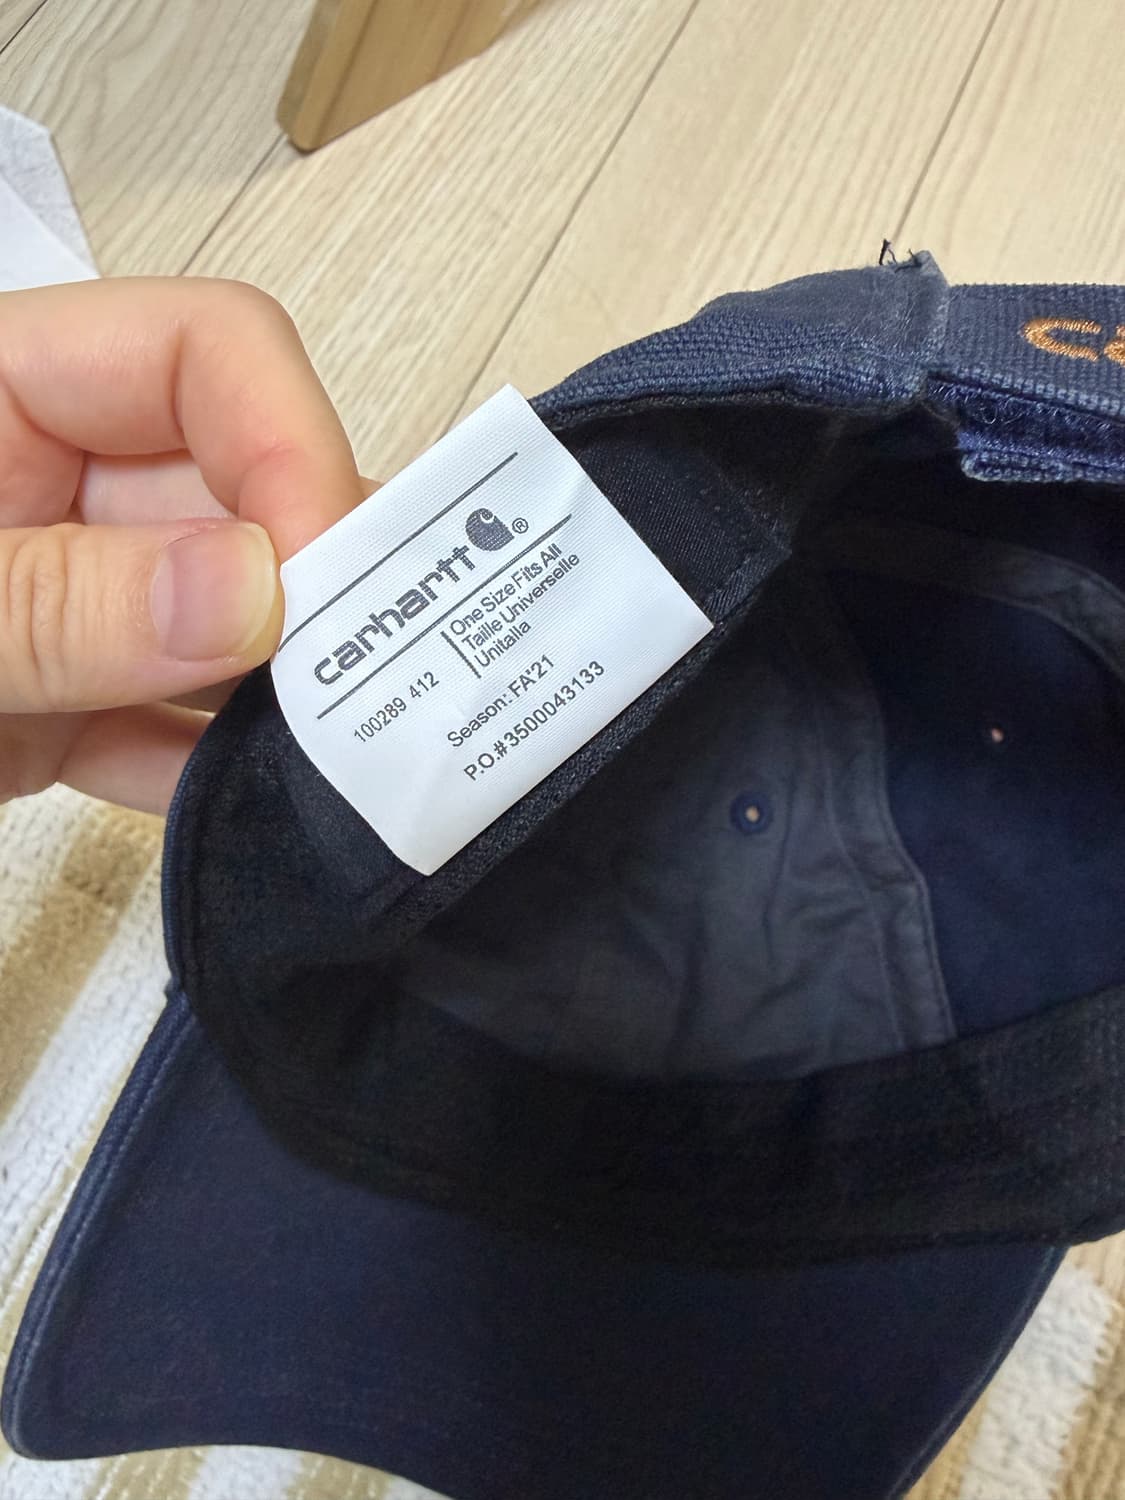 carhartt ®
100289 412
One Size Fits All
Taille Universelle
Unitalla
Season: FA'21
P.O.#3500043133